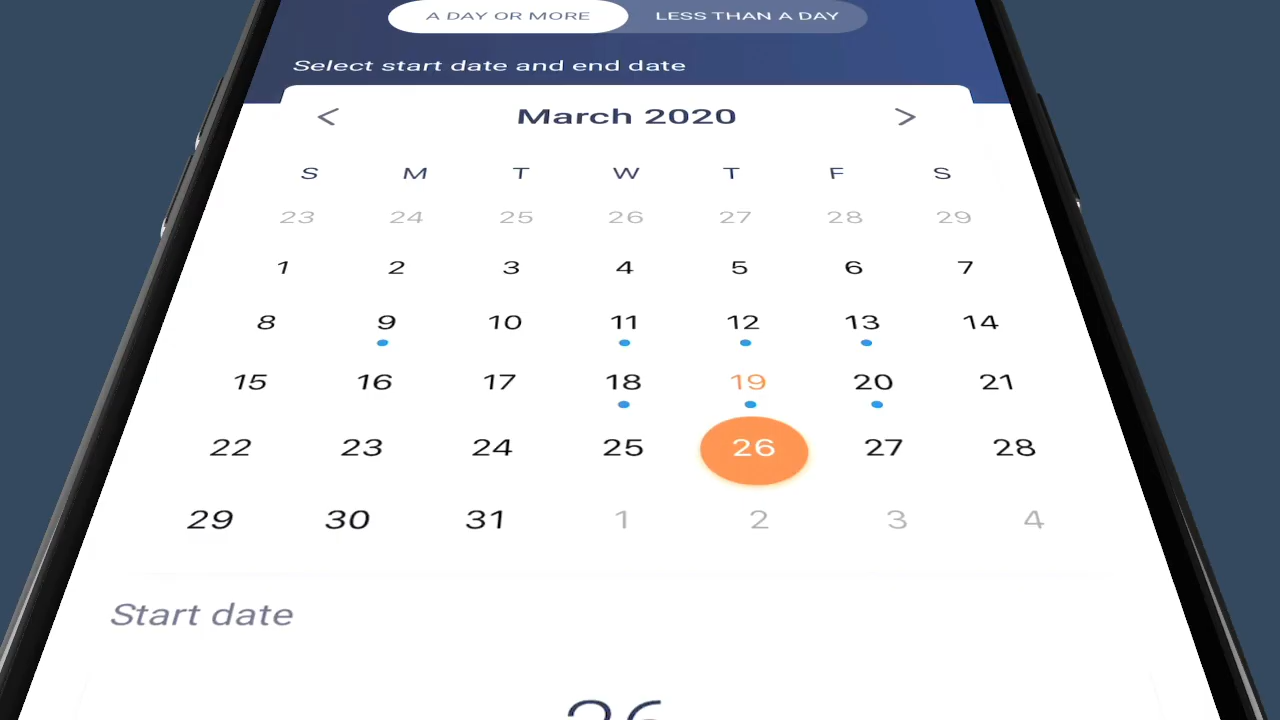 A DAY OR MORE LESS THAN A DAY
Select start date and end date
< March 2020 >
S M T W T F S
23 24 25 26 27 28 29
1 2 3 4 5 6 7
8 9 10 11 12 13 14
15 16 17 18 19 20 21
22 23 24 25 26 27 28
29 30 31 1 2 3 4
Start date
26